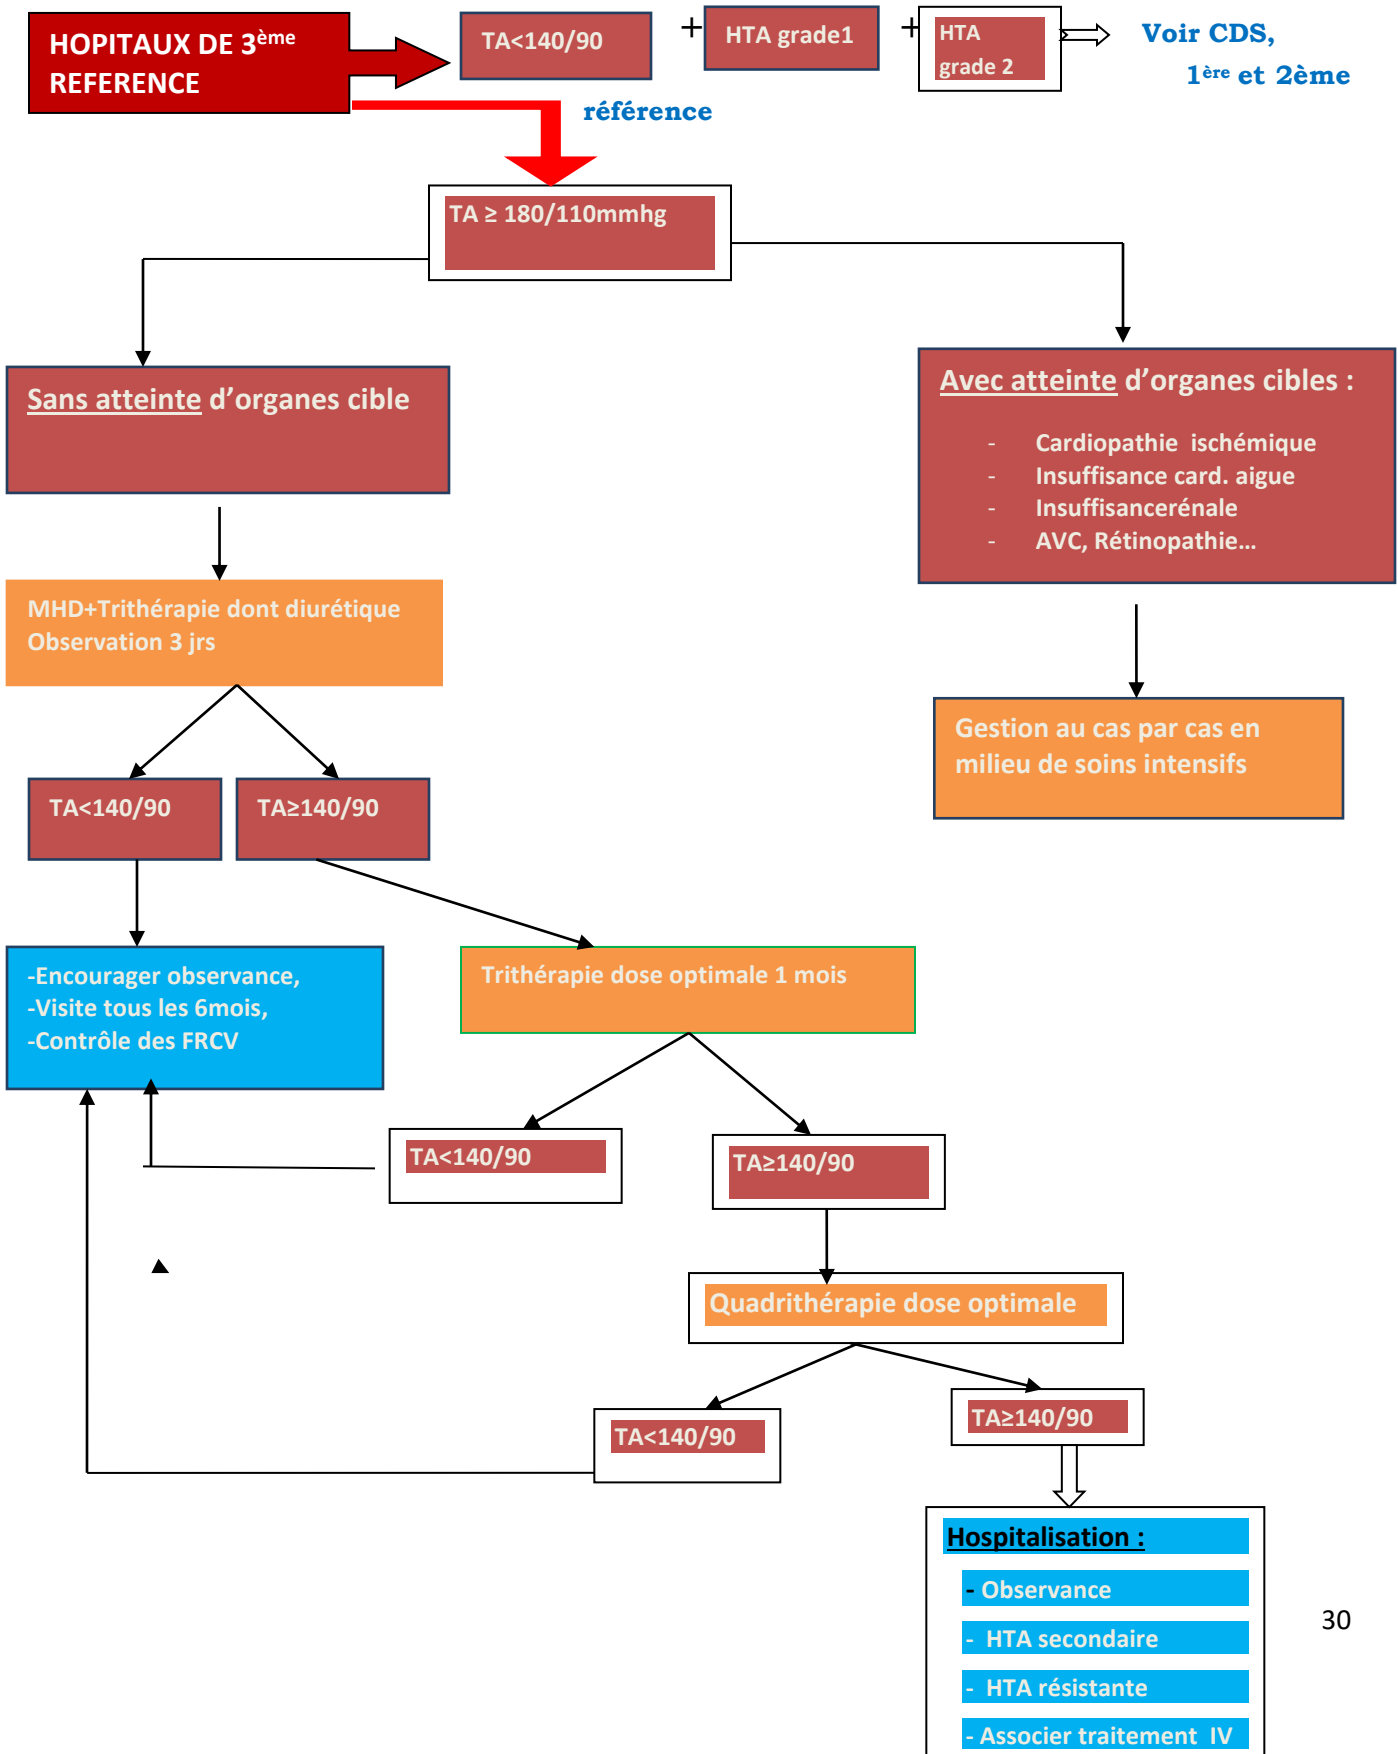 HOPITAUX DE 3ème
REFERENCE
TA<140/90
+
HTA grade1
+
HTA
grade 2
Voir CDS,
1ère et 2ème
référence
TA ≥ 180/110mmhg
Sans atteinte d'organes cible
Avec atteinte d'organes cibles :
- Cardiopathie ischémique
- Insuffisance card. aigue
- Insuffisancerénale
- AVC, Rétinopathie...
MHD+Trithérapie dont diurétique
Observation 3 jrs
Gestion au cas par cas en
milieu de soins intensifs
TA<140/90
TA≥140/90
-Encourager observance,
-Visite tous les 6mois,
-Contrôle des FRCV
Trithérapie dose optimale 1 mois
TA<140/90
TA≥140/90
Quadrithérapie dose optimale
TA<140/90
TA≥140/90
Hospitalisation :
- Observance
- HTA secondaire
- HTA résistante
- Associer traitement IV
30